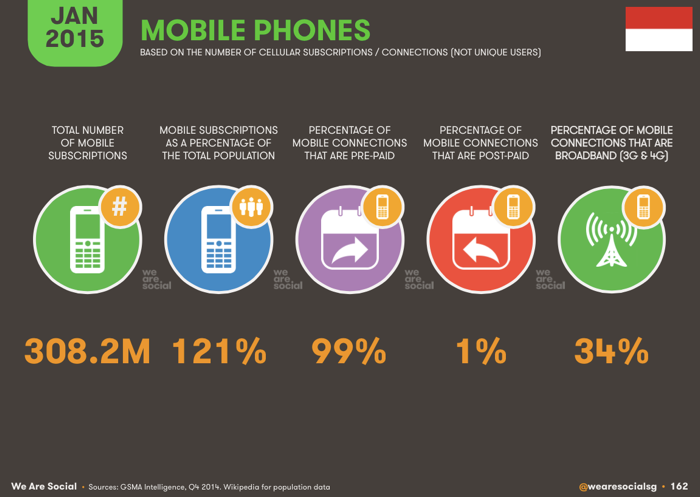 JAN
2015
MOBILE PHONES
BASED ON THE NUMBER OF CELLULAR SUBSCRIPTIONS / CONNECTIONS (NOT UNIQUE USERS)
TOTAL NUMBER
OF MOBILE
SUBSCRIPTIONS
MOBILE SUBSCRIPTIONS
AS A PERCENTAGE OF
THE TOTAL POPULATION
PERCENTAGE OF
MOBILE CONNECTIONS
THAT ARE PRE-PAID
PERCENTAGE OF
MOBILE CONNECTIONS
THAT ARE POST-PAID
PERCENTAGE OF MOBILE
CONNECTIONS THAT ARE
BROADBAND (3G & 4G)
#
we
are
social
we
are
social
we
are
social
we
are
social
308.2M
121%
99%
1%
34%
We Are Social • Sources: GSMA Intelligence, Q4 2014. Wikipedia for population data
@wearesocialsg • 162